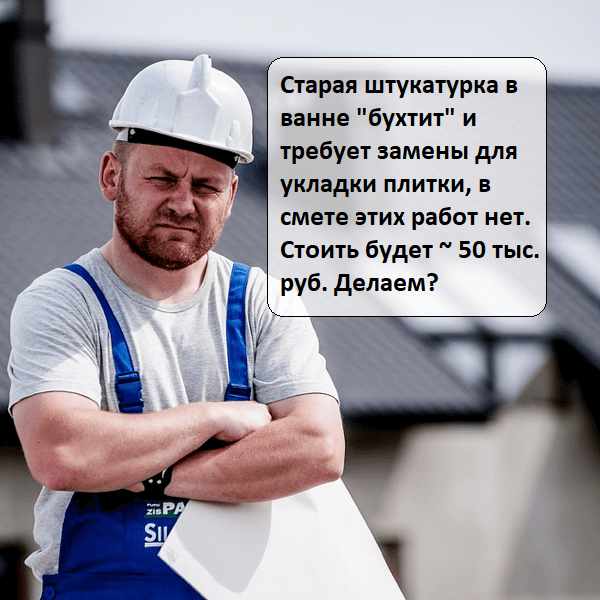 Старая штукатурка в
ванне "бухтит" и
требует замены для
укладки плитки, в
смете этих работ нет.
Стоить будет ~ 50 тыс.
руб. Делаем?